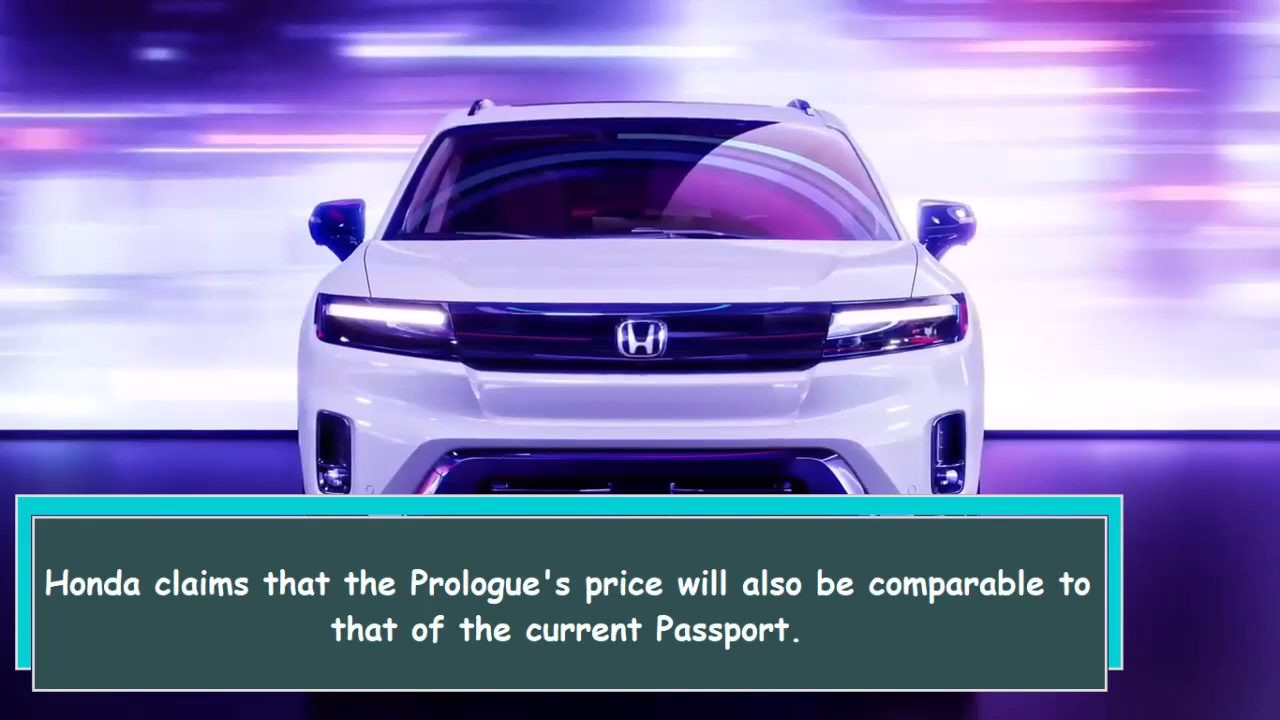 Honda claims that the Prologue's price will also be comparable to
that of the current Passport.